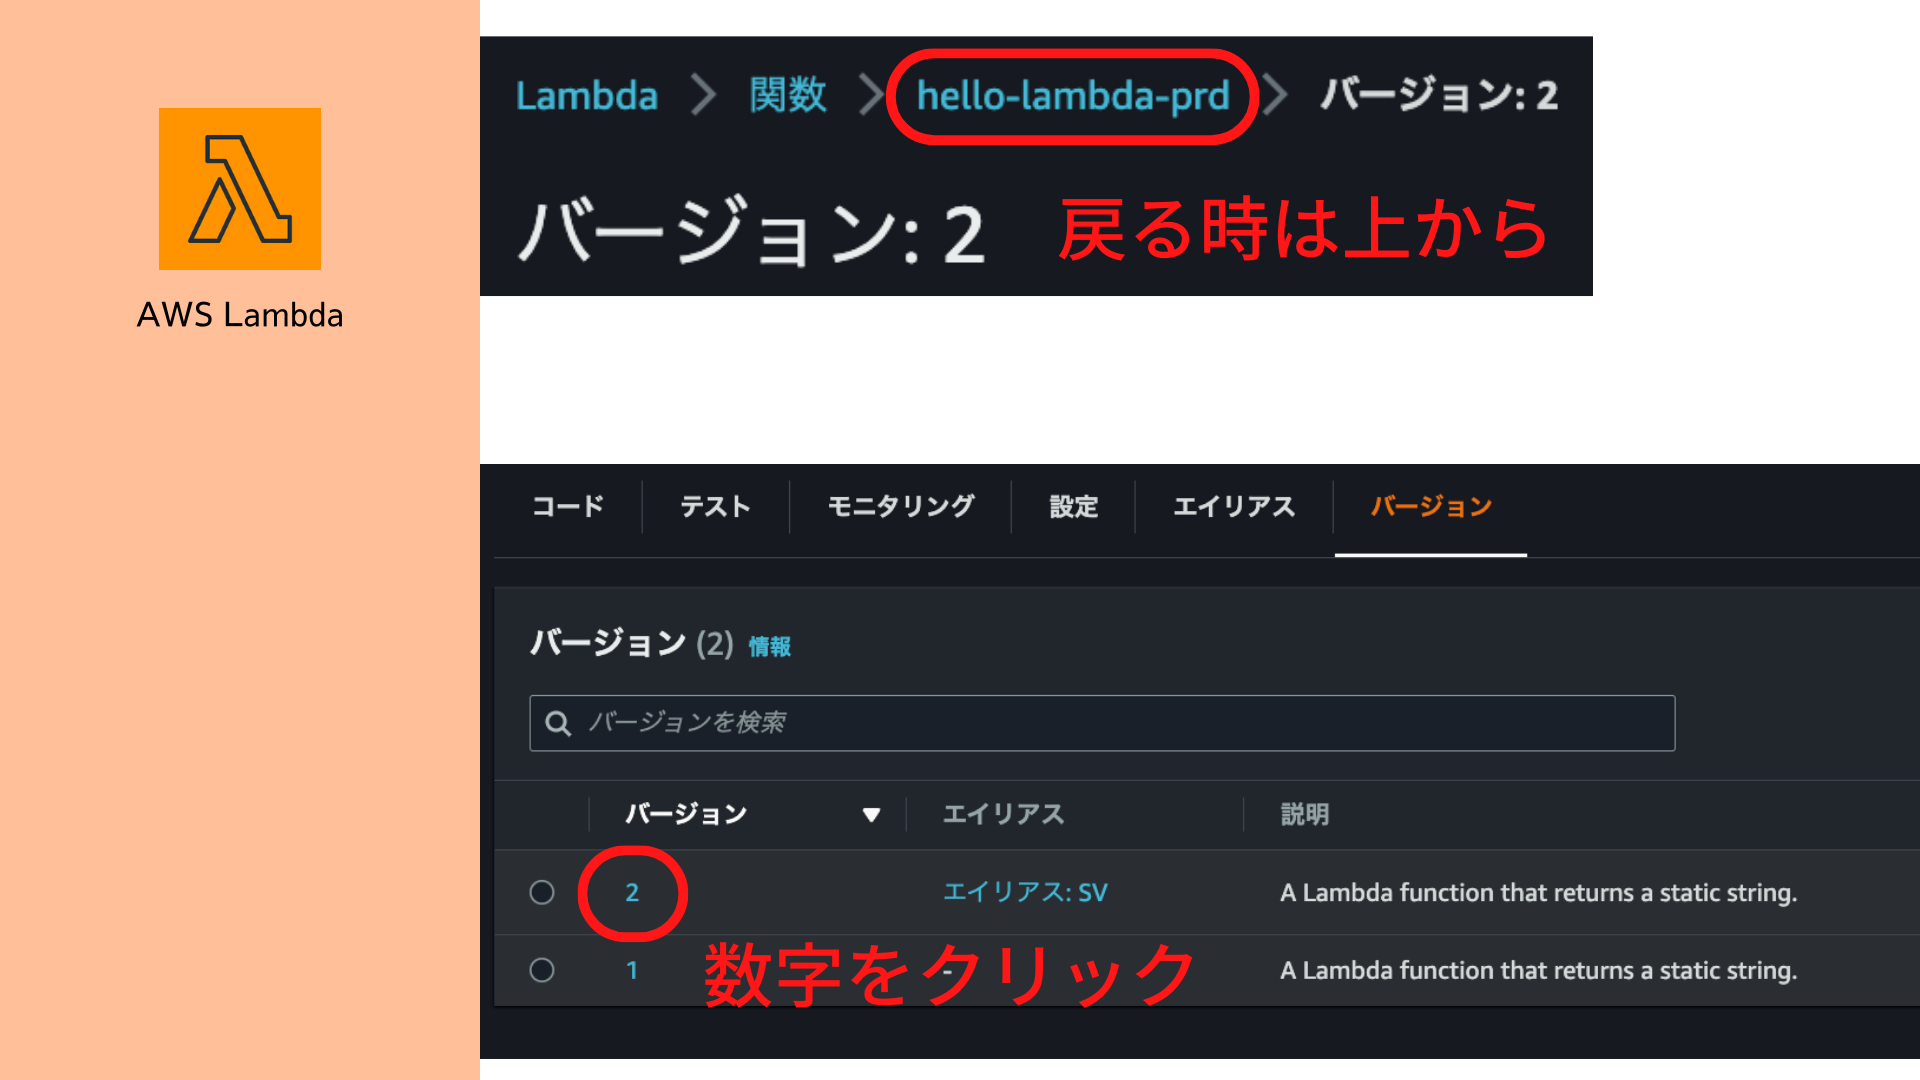 AWS Lambda
Lambda > 関数 > hello-lambda-prd > バージョン: 2
バージョン: 2 戻る時は上から
コード テスト モニタリング 設定 エイリアス バージョン
バージョン (2) 情報
バージョンを検索
バージョン エイリアス 説明
2 エイリアス: SV A Lambda function that returns a static string.
1 - A Lambda function that returns a static string.
数字をクリック